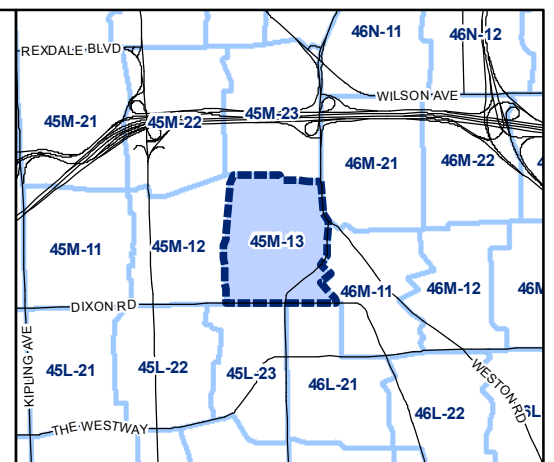 46N-11
46N-12
REXDALE BLVD
WILSON AVE
45M-21
45M-22
45M-23
46M-21
46M-22
4
45M-11
45M-12
45M-13
46M-11
46M-12
46M
DIXON RD
KIPLING AVE
45L-21
45L-22
45L-23
46L-21
46L-22
WESTON RD
6L
THE WESTWAY